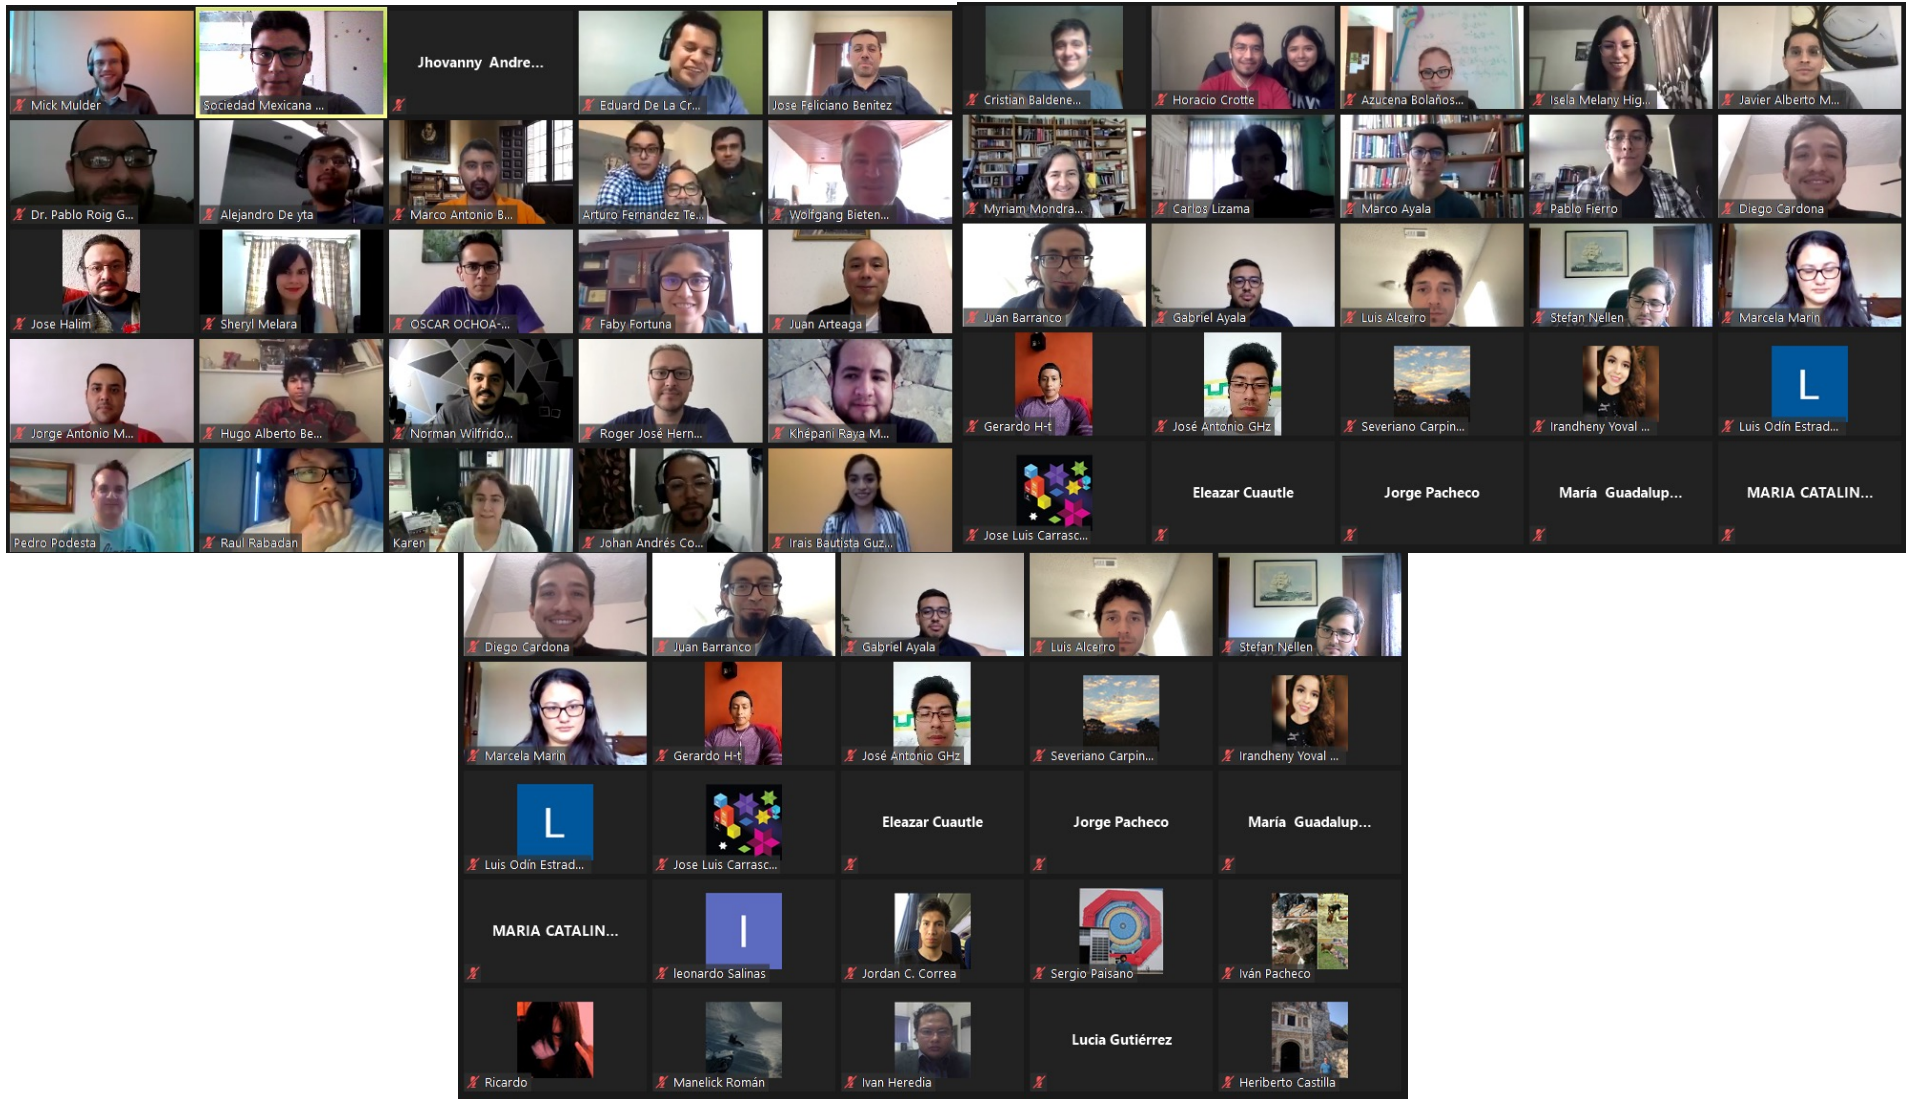 Mick Mulder
Sociedad Mexicana ...
Jhovanny Andre...
Eduard De La Cr...
Jose Feliciano Benitez
Dr. Pablo Roig G...
Alejandro De yta
Marco Antonio B...
Arturo Fernandez Te...
Wolfgang Bieten...
Jose Halim
Sheryl Melara
OSCAR OCHOA-...
Faby Fortuna
Juan Arteaga
Jorge Antonio M...
Hugo Alberto Be...
Norman Wilfrido...
Roger José Hern...
Khépani Raya M...
Pedro Podesta
Raul Rabadan
Karen
Johan Andrés Co...
Irais Bautista Guz...
Cristian Baldene...
Horacio Crotte
Azucena Bolaños...
Isela Melany Hig...
Javier Alberto M...
Myriam Mondra...
Carlos Lizama
Marco Ayala
Pablo Fierro
Diego Cardona
Juan Barranco
Gabriel Ayala
Luis Alcerro
Stefan Nellen
Marcela Marin
Gerardo H-t
José Antonio GHz
Severiano Carpin...
Irandheny Yoval ...
L
Luis Odín Estrad...
Jose Luis Carrasc...
Eleazar Cuautle
Jorge Pacheco
María Guadalup...
MARIA CATALIN...
Diego Cardona
Juan Barranco
Gabriel Ayala
Luis Alcerro
Stefan Nellen
Marcela Marin
Gerardo H-t
José Antonio GHz
Severiano Carpin...
Irandheny Yoval ...
L
Luis Odín Estrad...
Jose Luis Carrasc...
Eleazar Cuautle
Jorge Pacheco
María Guadalup...
MARIA CATALIN...
I
leonardo Salinas
Jordan C. Correa
Sergio Paisano
Iván Pacheco
Ricardo
Manelick Román
Ivan Heredia
Lucia Gutiérrez
Heriberto Castilla